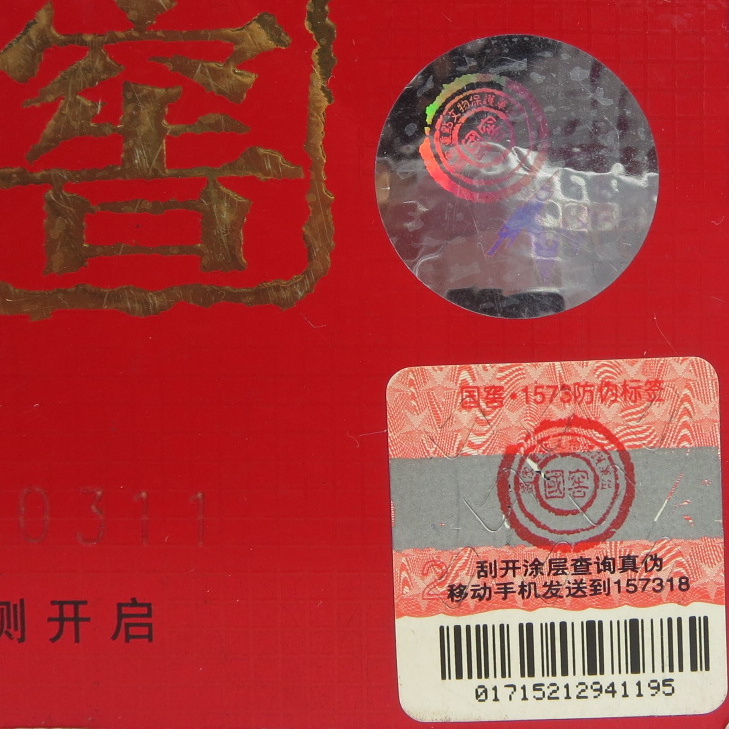 窖
国窖·1573防伪标签
國窖
刮开涂层查询真伪
移动手机发送到157318
01715212941195
0311
则开启